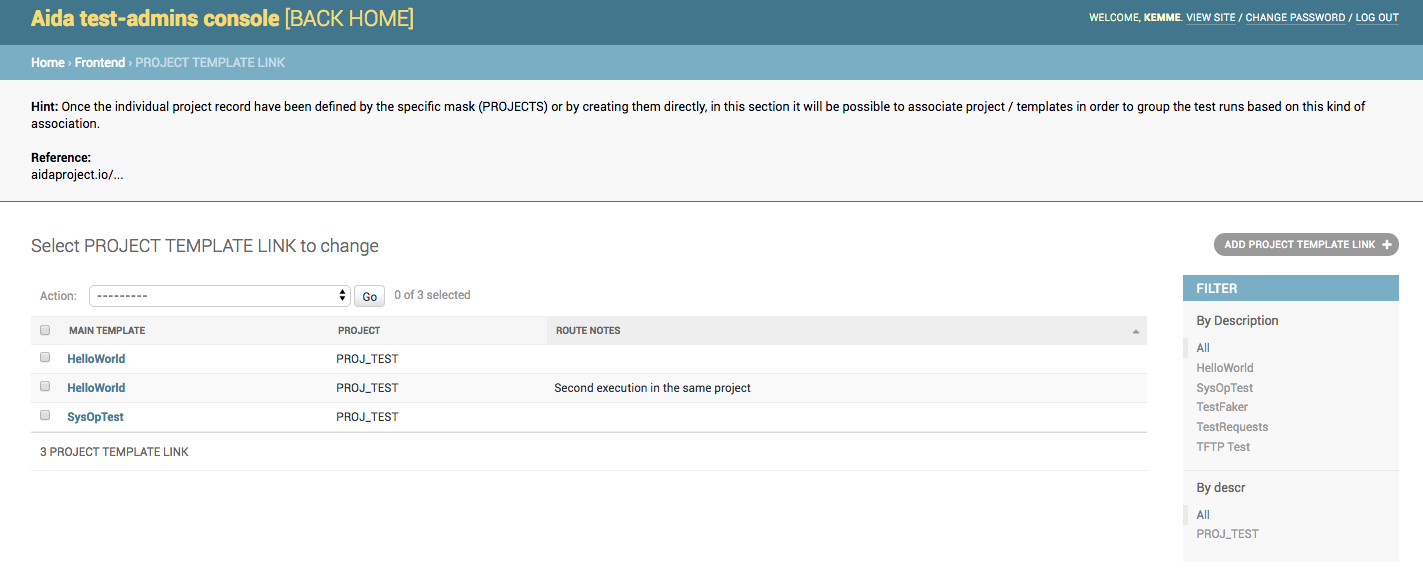 Aida test-admins console [BACK HOME]
WELCOME, KEMME. VIEW SITE / CHANGE PASSWORD / LOG OUT
Home › Frontend › PROJECT TEMPLATE LINK
Hint: Once the individual project record have been defined by the specific mask (PROJECTS) or by creating them directly, in this section it will be possible to associate project / templates in order to group the test runs based on this kind of
association.
Reference:
aidaproject.io/...
Select PROJECT TEMPLATE LINK to change
ADD PROJECT TEMPLATE LINK +
Action: --------- Go 0 of 3 selected
MAIN TEMPLATE PROJECT ROUTE NOTES
HelloWorld PROJ_TEST
HelloWorld PROJ_TEST Second execution in the same project
SysOpTest PROJ_TEST
3 PROJECT TEMPLATE LINK
FILTER
By Description
All
HelloWorld
SysOpTest
TestFaker
TestRequests
TFTP Test
By descr
All
PROJ_TEST